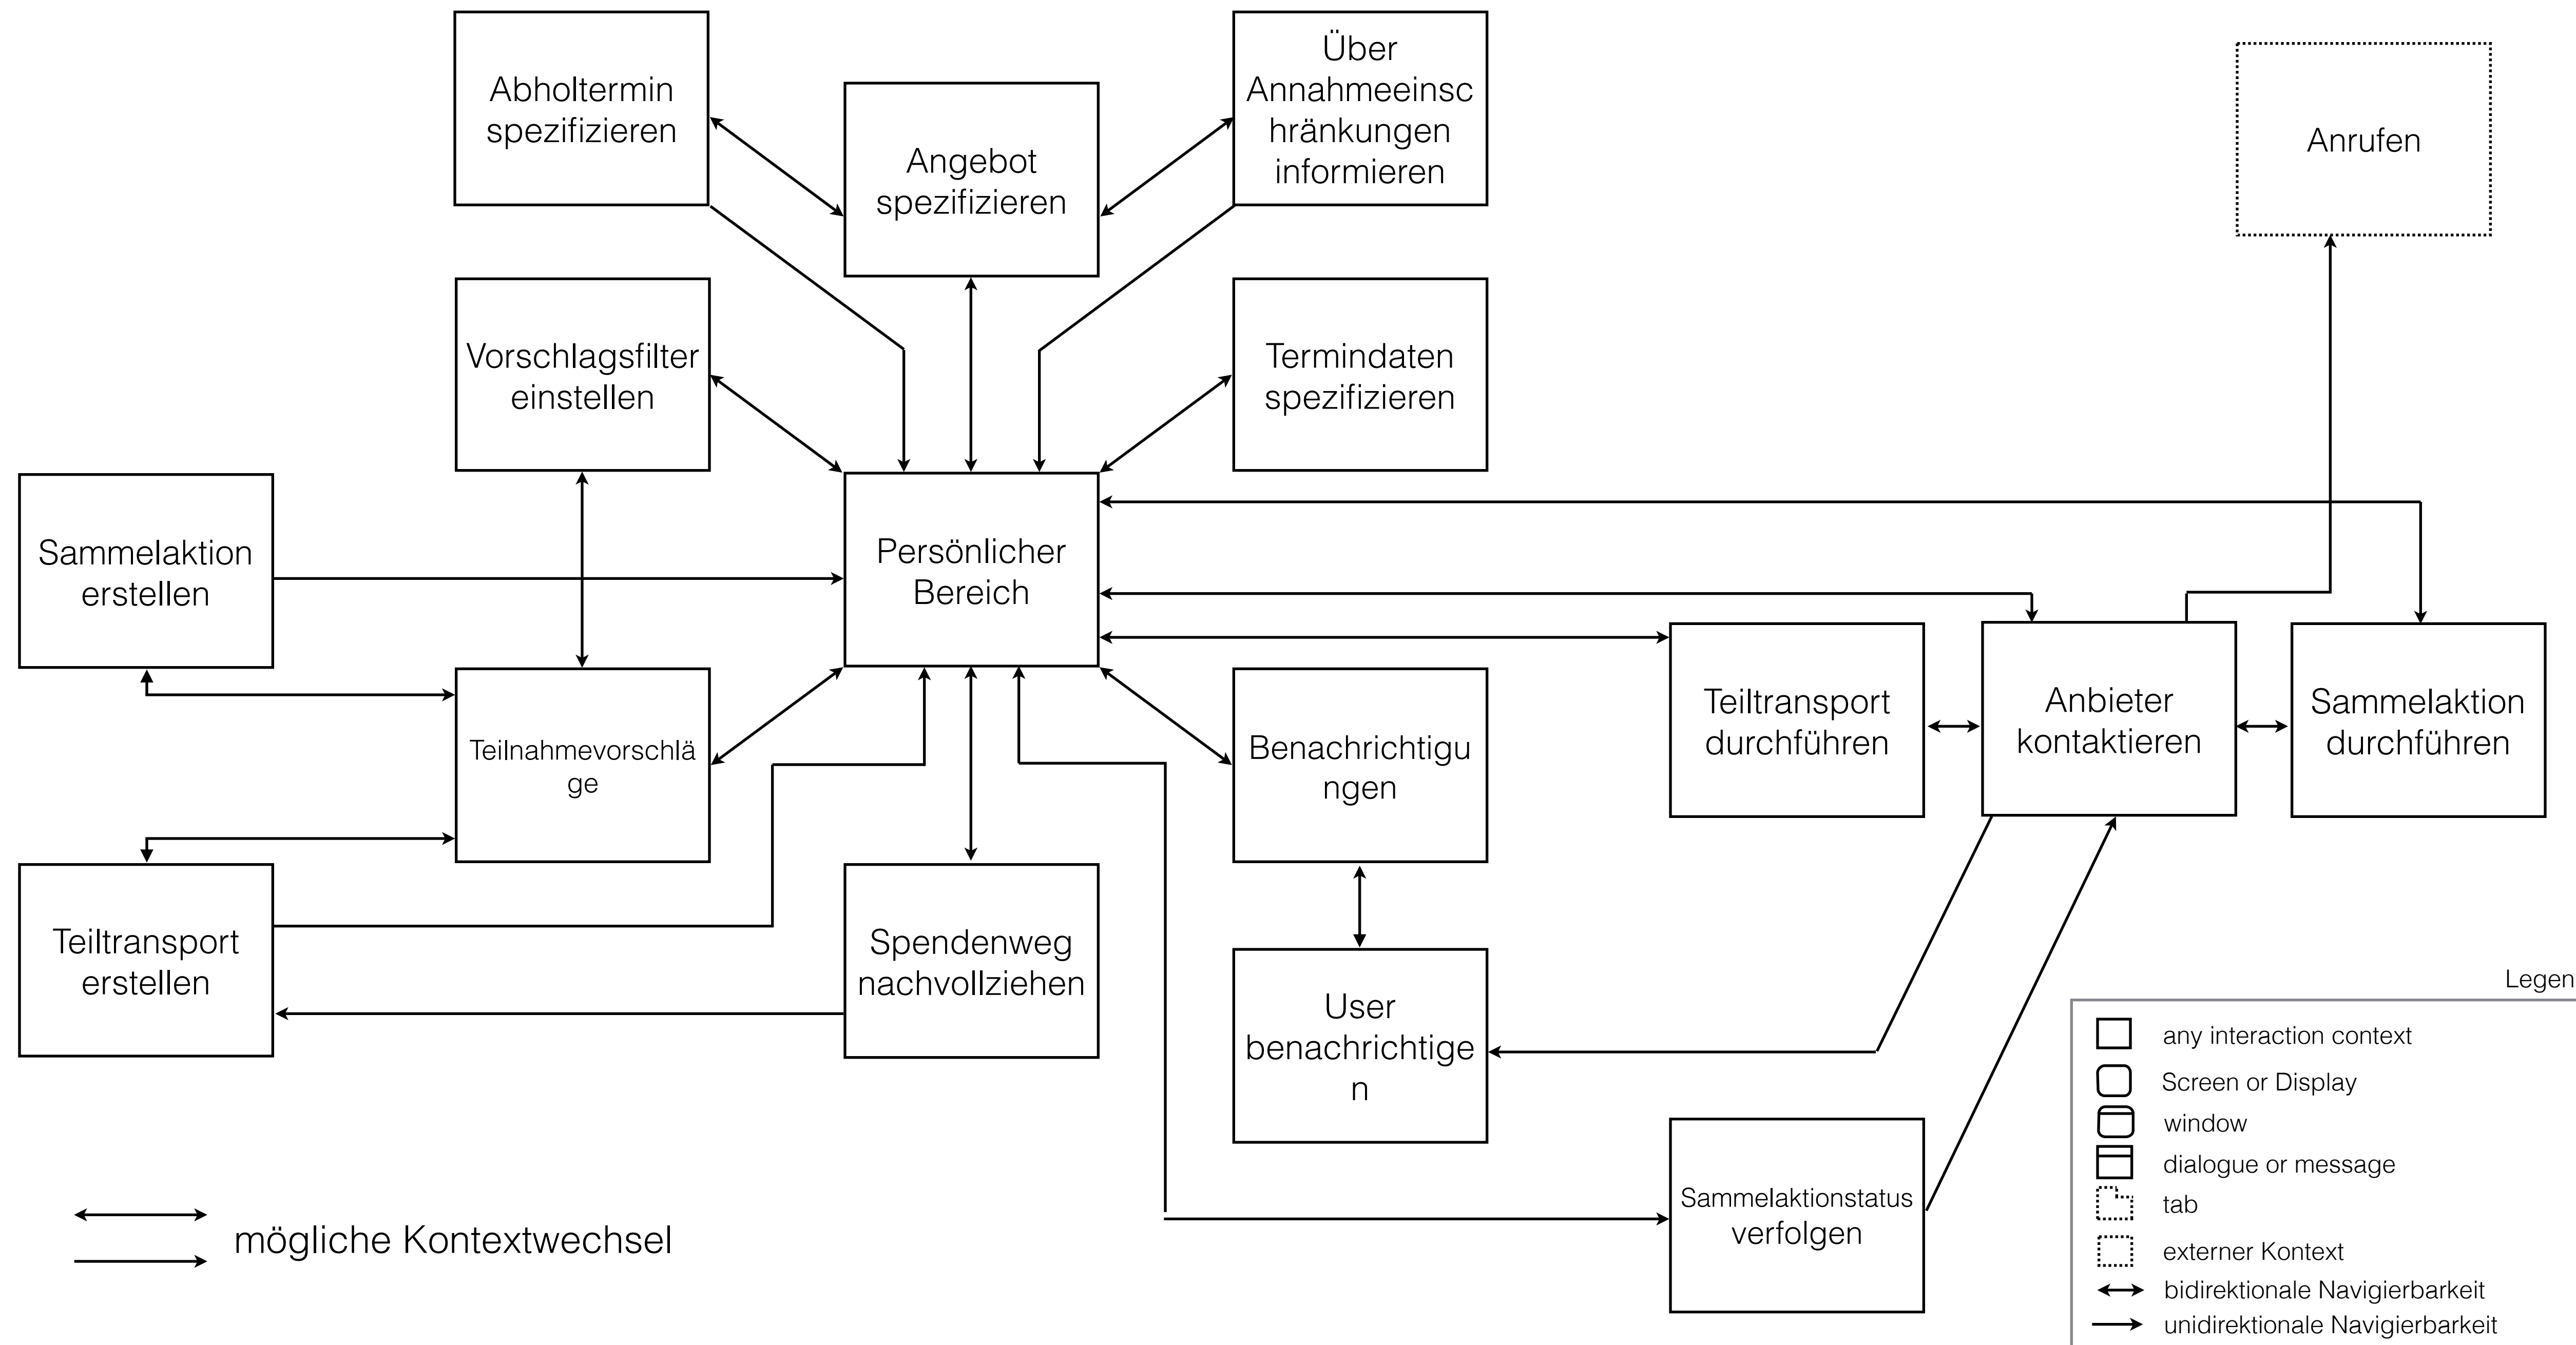 Abholtermin
spezifizieren
Angebot
spezifizieren
Über
Annahmeeinsc
hränkungen
informieren
Anrufen
Vorschlagsfilter
einstellen
Termindaten
spezifizieren
Sammelaktion
erstellen
Persönlicher
Bereich
Teilnahmevorschlä
ge
Benachrichtigu
ngen
Teiltransport
durchführen
Anbieter
kontaktieren
Sammelaktion
durchführen
Teiltransport
erstellen
Spendenweg
nachvollziehen
User
benachrichtige
n
Sammelaktionstatus
verfolgen
mögliche Kontextwechsel
Legen
any interaction context
Screen or Display
window
dialogue or message
tab
externer Kontext
bidirektionale Navigierbarkeit
unidirektionale Navigierbarkeit